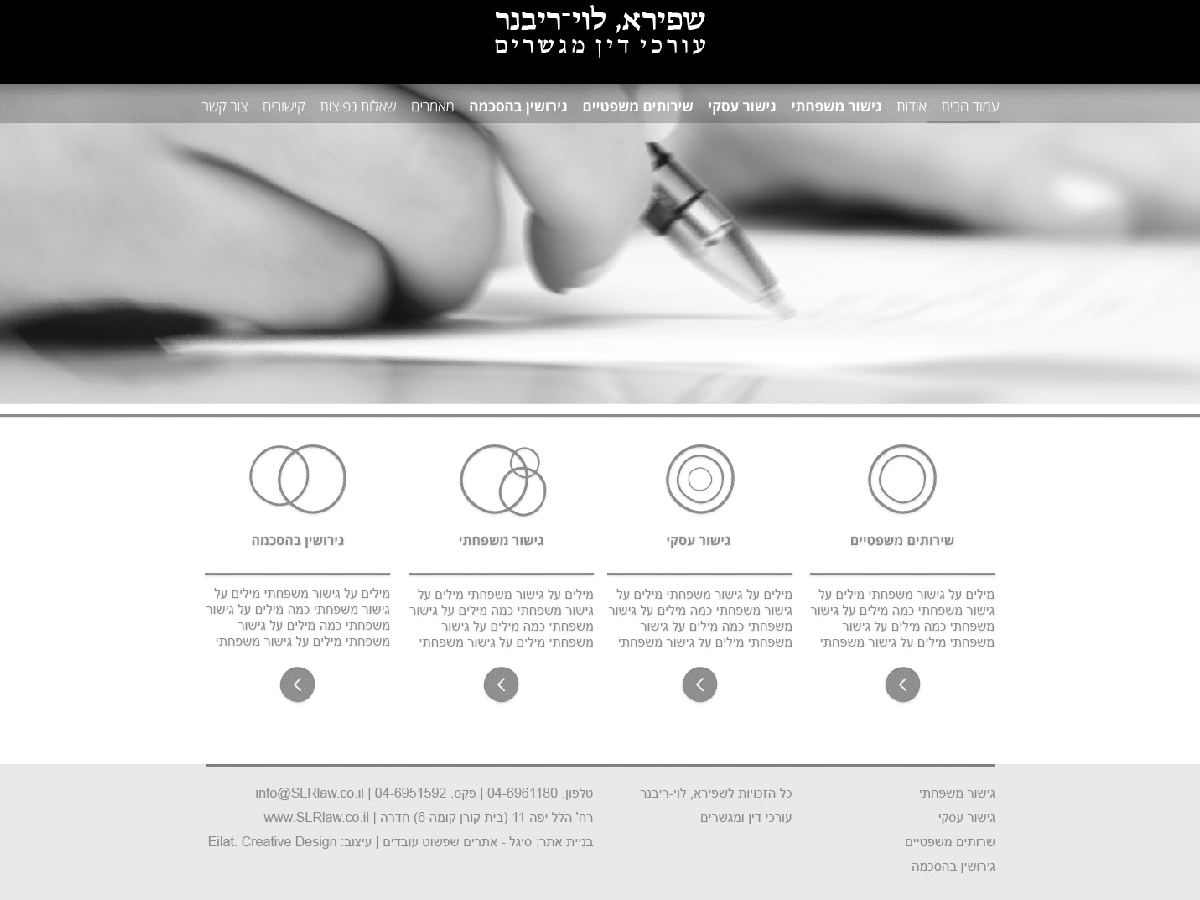 שפירא, לוי־ריבנר
עורכי דין מגשרים
עמוד הבית אודות גישור משפחתי גישור עסקי שירותים משפטיים גירושין בהסכמה מאמרים שאלות נפוצות קישורים צור קשר
שירותים משפטיים
מילים על גישור משפחתי מילים על
גישור משפחתי כמה מילים על גישור
משפחתי כמה מילים על גישור
משפחתי מילים על גישור משפחתי
גישור עסקי
מילים על גישור משפחתי מילים על
גישור משפחתי כמה מילים על גישור
משפחתי כמה מילים על גישור
משפחתי מילים על גישור משפחתי
גישור משפחתי
מילים על גישור משפחתי מילים על
גישור משפחתי כמה מילים על גישור
משפחתי כמה מילים על גישור
משפחתי מילים על גישור משפחתי
גירושין בהסכמה
מילים על גישור משפחתי מילים על
גישור משפחתי כמה מילים על גישור
משפחתי כמה מילים על גישור
משפחתי מילים על גישור משפחתי
גישור משפחתי
גישור עסקי
שרותים משפטיים
גירושין בהסכמה
כל הזכויות לשפירא, לוי-ריבנר
עורכי דין ומגשרים
טלפון. 04-6961180 | פקס. 04-6951592 | info@SLRlaw.co.il
רח' הלל יפה 11 (בית קורן קומה 6) חדרה | www.SLRlaw.co.il
בניית אתר: סיגל - אתרים שפשוט עובדים | עיצוב: Eilat. Creative Design